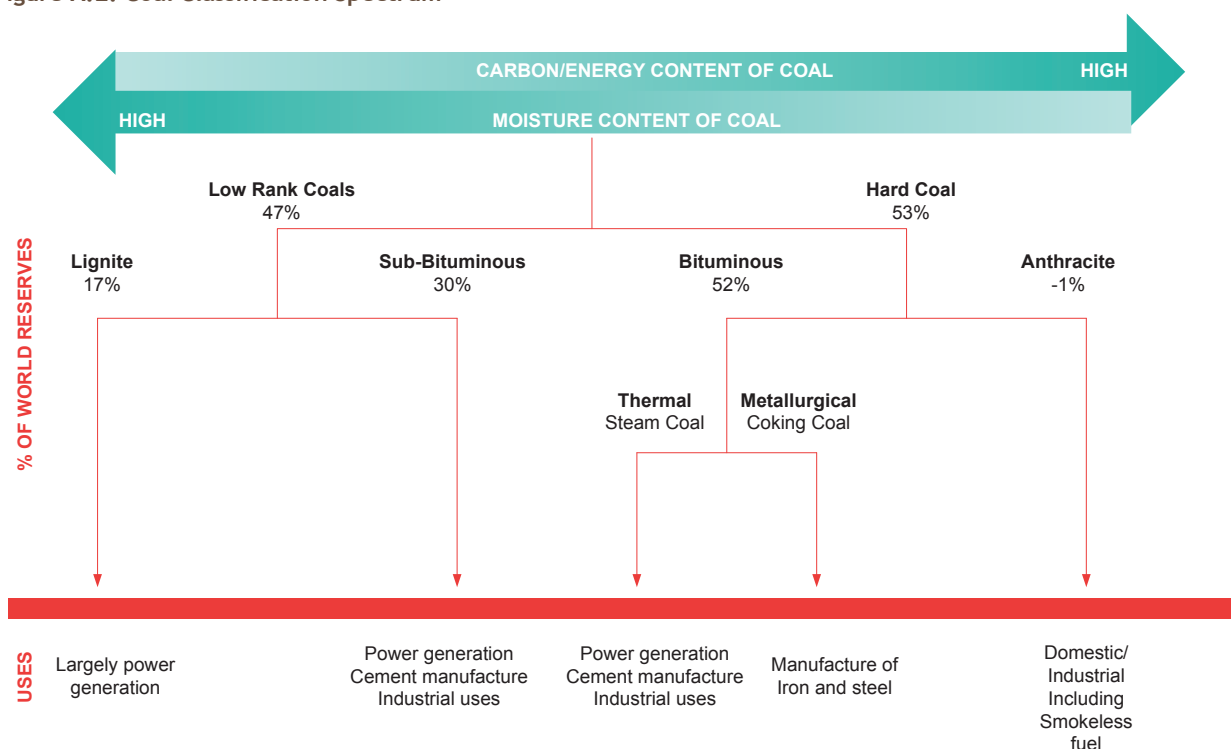 CARBON/ENERGY CONTENT OF COAL HIGH
HIGH MOISTURE CONTENT OF COAL
Low Rank Coals
47%
Hard Coal
53%
% OF WORLD RESERVES
Lignite
17%
Sub-Bituminous
30%
Bituminous
52%
Anthracite
-1%
Thermal
Steam Coal
Metallurgical
Coking Coal
USES
Largely power
generation
Power generation
Cement manufacture
Industrial uses
Power generation
Cement manufacture
Industrial uses
Manufacture of
Iron and steel
Domestic/
Industrial
Including
Smokeless
fuel